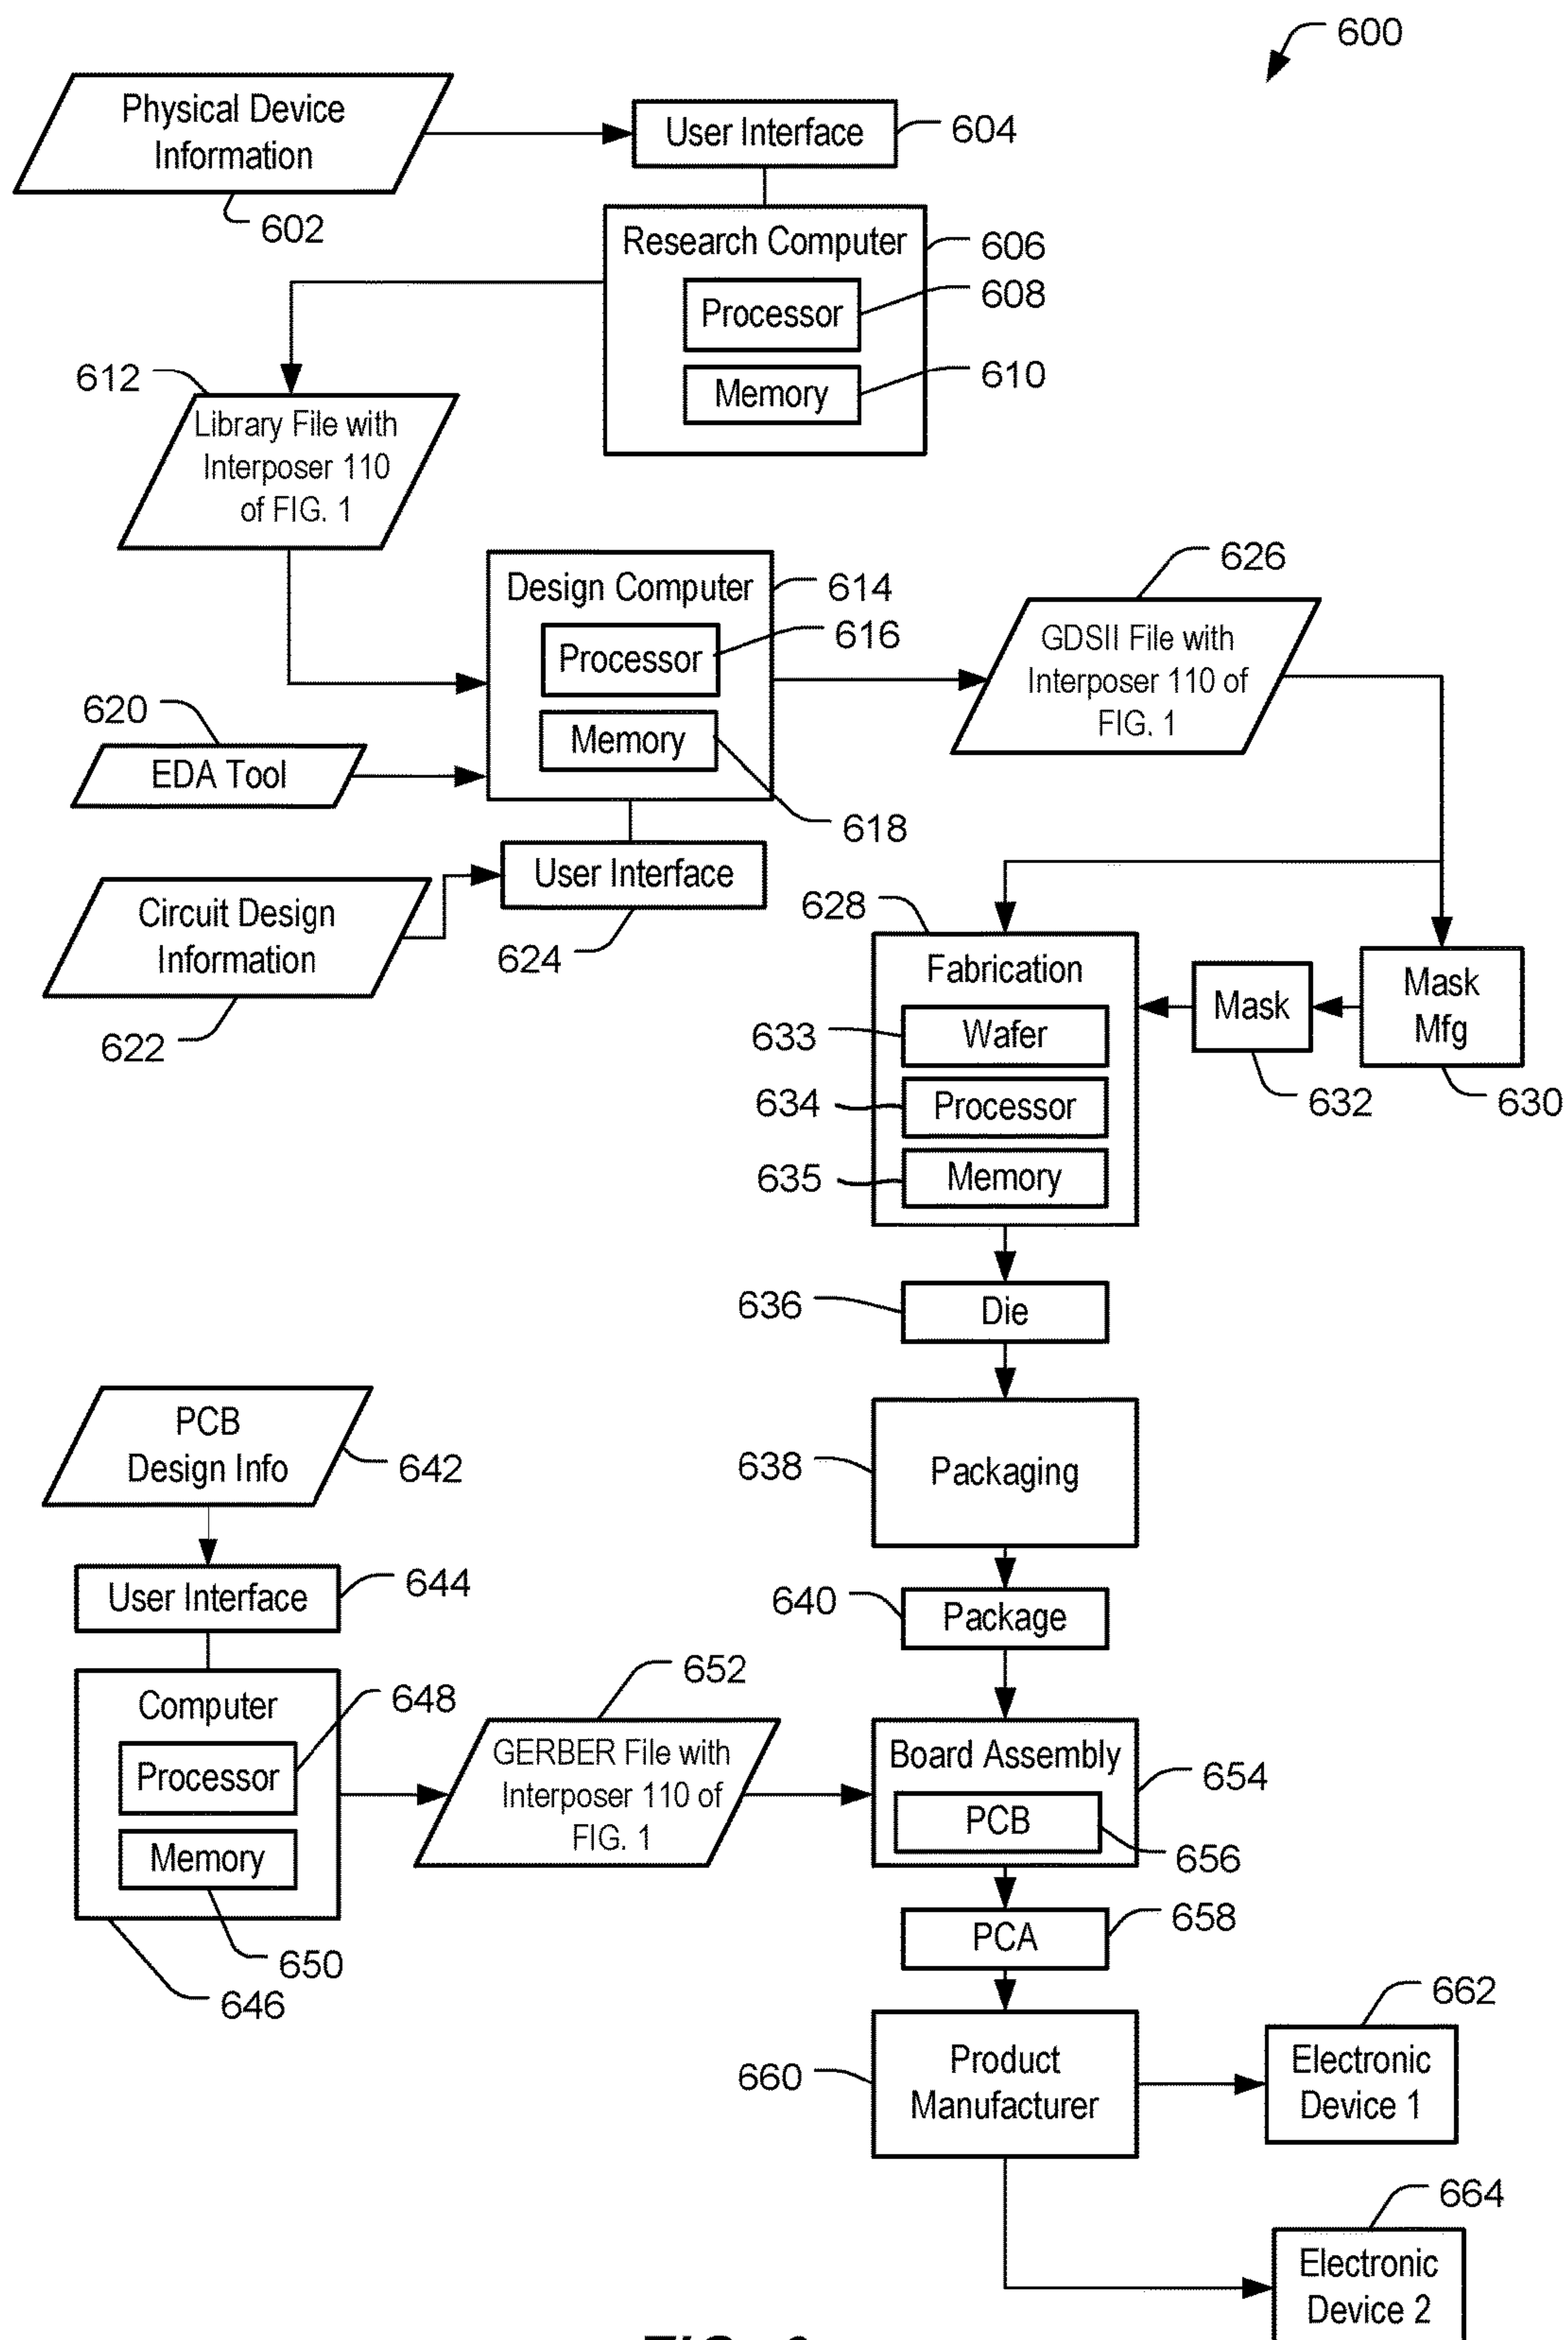 600
Physical Device
Information
602
User Interface
604
Research Computer
606
Processor
608
Memory
610
612
Library File with
Interposer 110
of FIG. 1
Design Computer
614
Processor
616
Memory
618
620
EDA Tool
Circuit Design
Information
622
User Interface
624
626
GDSII File with
Interposer 110 of
FIG. 1
628
Fabrication
633
Wafer
634
Processor
635
Memory
Mask
632
Mask
Mfg
630
636
Die
638
Packaging
640
Package
PCB
Design Info
642
User Interface
644
Computer
648
Processor
Memory
650
646
652
GERBER File with
Interposer 110 of
FIG. 1
Board Assembly
654
PCB
656
PCA
658
660
Product
Manufacturer
662
Electronic
Device 1
664
Electronic
Device 2